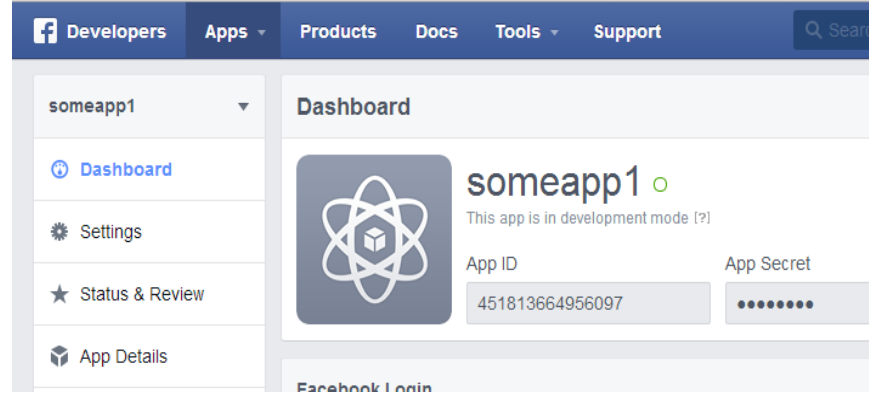 f Developers Apps Products Docs Tools Support Search
someapp1
Dashboard
Settings
Status & Review
App Details
Dashboard
someapp1
This app is in development mode [?]
App ID App Secret
451813664956097 ••••••••
Facebook Login